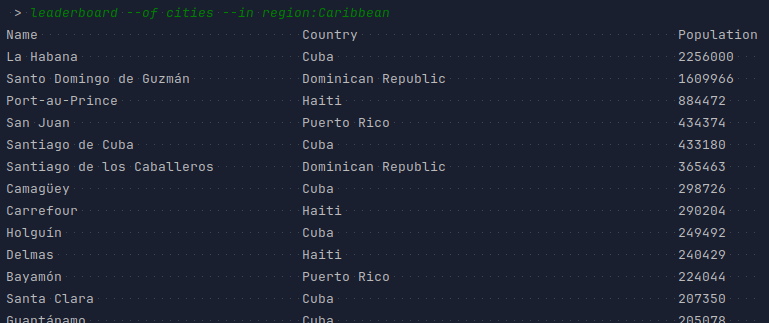 > leaderboard --of cities --in region:Caribbean
Name Country Population
La Habana Cuba 2256000
Santo Domingo de Guzmán Dominican Republic 1609966
Port-au-Prince Haiti 884472
San Juan Puerto Rico 434374
Santiago de Cuba Cuba 433180
Santiago de los Caballeros Dominican Republic 365463
Camagüey Cuba 298726
Carrefour Haiti 290204
Holguín Cuba 249492
Delmas Haiti 240429
Bayamón Puerto Rico 224044
Santa Clara Cuba 207350
Guantánamo Cuba 205078